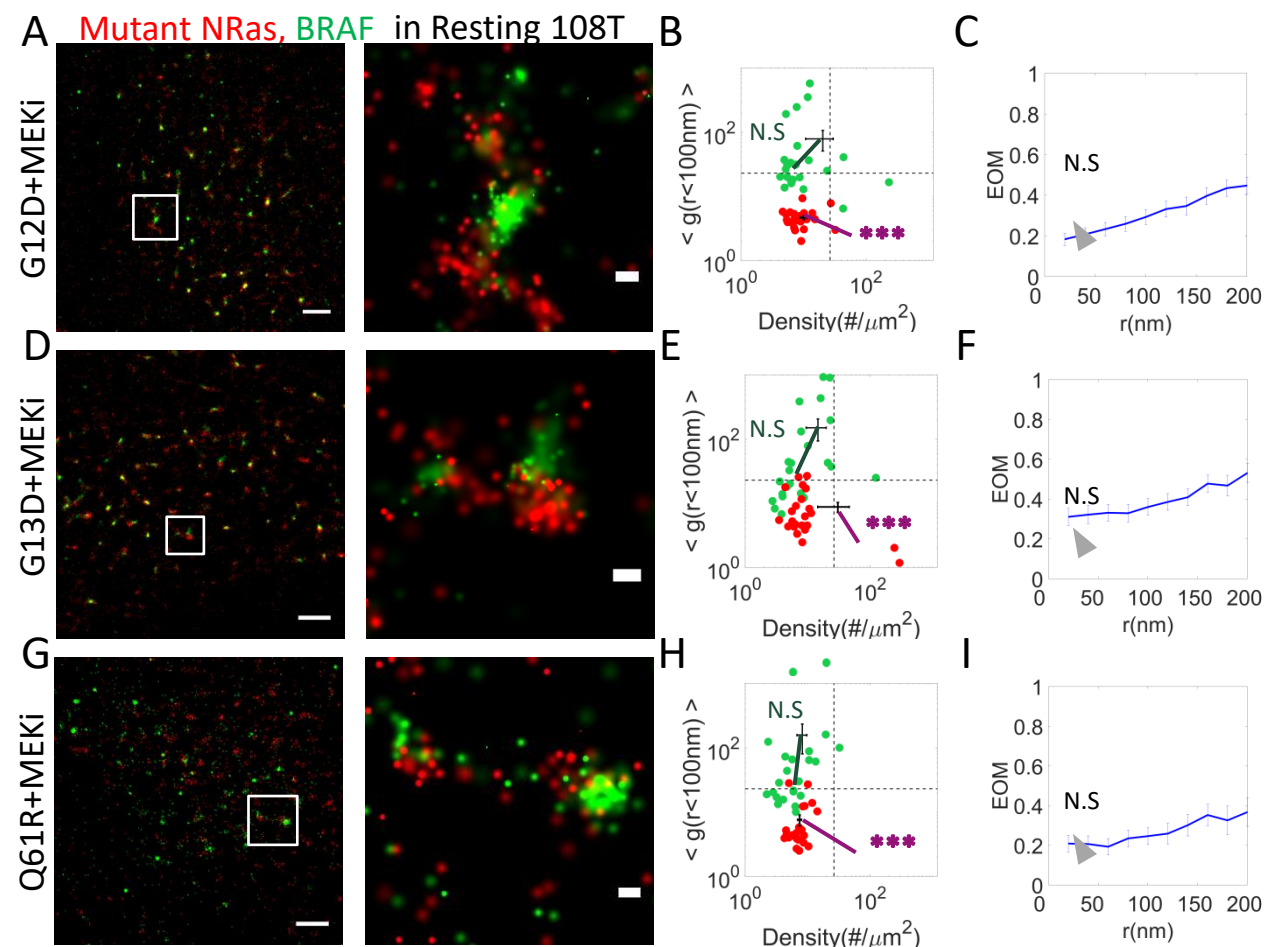 A
Mutant NRas, BRAF in Resting 108T
B
C
G12D+MEKi
< g(r<100nm) >
10²
10⁰
N.S
***
10⁰
10²
Density(#/μm²)
EOM
1
0.8
0.6
0.4
0.2
0
N.S
0
50
100
150
200
r(nm)
D
E
F
G13D+MEKi
< g(r<100nm) >
10²
10⁰
N.S
***
10⁰
10²
Density(#/μm²)
EOM
1
0.8
0.6
0.4
0.2
0
N.S
0
50
100
150
200
r(nm)
G
H
I
Q61R+MEKi
< g(r<100nm) >
10²
10⁰
N.S
***
10⁰
10²
Density(#/μm²)
EOM
1
0.8
0.6
0.4
0.2
0
N.S
0
50
100
150
200
r(nm)